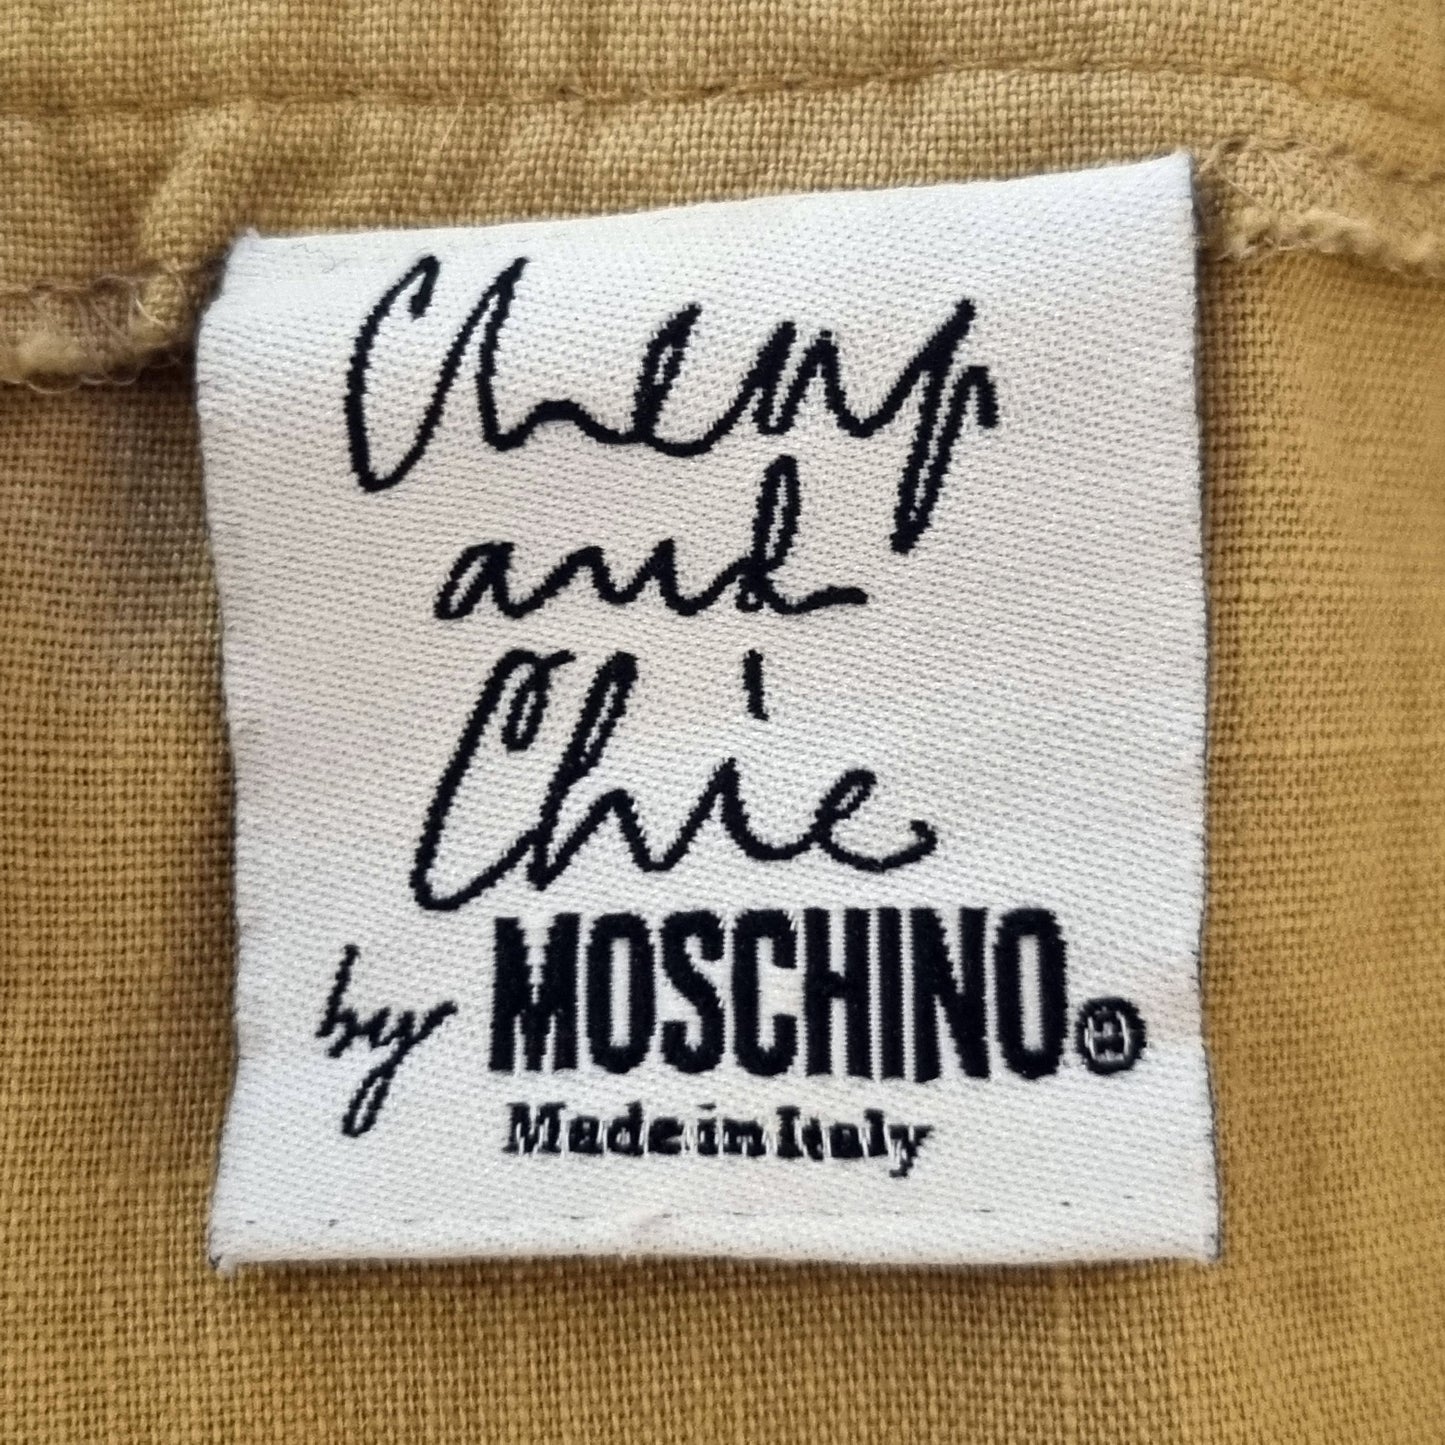 Cheap
and
Chic
by MOSCHINO®
Made in Italy